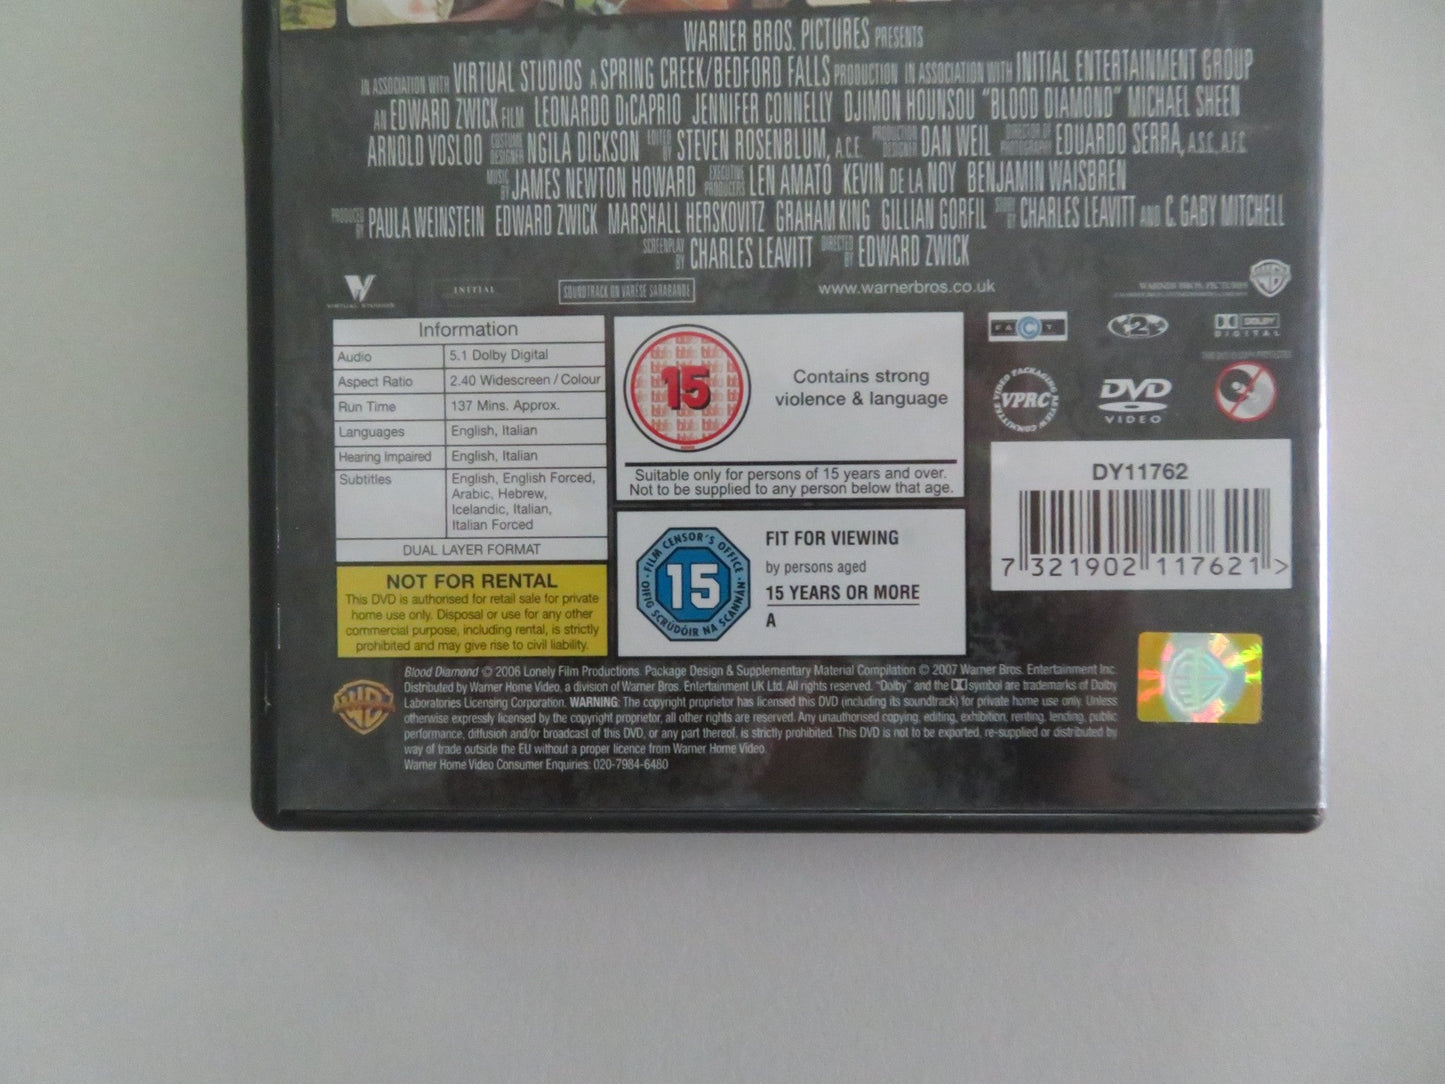 WARNER BROS. PICTURES PRESENTS
IN ASSOCIATION WITH VIRTUAL STUDIOS A SPRING CREEK/BEDFORD FALLS PRODUCTION IN ASSOCIATION WITH INITIAL ENTERTAINMENT GROUP
AN EDWARD ZWICK FILM LEONARDO DiCAPRIO JENNIFER CONNELLY DJIMON HOUNSOU "BLOOD DIAMOND" MICHAEL SHEEN
ARNOLD VOSLOO COSTUME DESIGNER NGILA DICKSON EDITED BY STEVEN ROSENBLUM, A.C.E. PRODUCTION DESIGNER DAN WEIL DIRECTOR OF PHOTOGRAPHY EDUARDO SERRA, A.S.C., A.F.C.
MUSIC BY JAMES NEWTON HOWARD EXECUTIVE PRODUCERS LEN AMATO KEVIN DE LA NOY BENJAMIN WAISBREN
PRODUCED BY PAULA WEINSTEIN EDWARD ZWICK MARSHALL HERSKOVITZ GRAHAM KING GILLIAN GORFIL STORY BY CHARLES LEAVITT AND C. GABY MITCHELL
SCREENPLAY BY CHARLES LEAVITT DIRECTED BY EDWARD ZWICK
VIRTUAL STUDIOS
INITIAL
SOUNDTRACK ON VARÈSE SARABANDE
www.warnerbros.co.uk
WARNER BROS. PICTURES
Information
Audio 5.1 Dolby Digital
Aspect Ratio 2.40 Widescreen / Colour
Run Time 137 Mins. Approx.
Languages English, Italian
Hearing Impaired English, Italian
Subtitles English, English Forced,
Arabic, Hebrew,
Icelandic, Italian,
Italian Forced
DUAL LAYER FORMAT
NOT FOR RENTAL
This DVD is authorised for retail sale for private
home use only. Disposal or use for any other
commercial purpose, including rental, is strictly
prohibited and may give rise to civil liability.
15
Contains strong
violence & language
Suitable only for persons of 15 years and over.
Not to be supplied to any person below that age.
FILM CENSOR'S OFFICE
15
OIFIG SCRÚDÓIR NA SCANNÁN
FIT FOR VIEWING
by persons aged
15 YEARS OR MORE
A
FACT
2
DOLBY
DIGITAL
THIS DVD IS COPY PROTECTED
VIDEO PACKAGING REVIEW COMMITTEE
VPRC
DVD
VIDEO
DY11762
7 321902 117621 >
Blood Diamond © 2006 Lonely Film Productions. Package Design & Supplementary Material Compilation © 2007 Warner Bros. Entertainment Inc.
Distributed by Warner Home Video, a division of Warner Bros. Entertainment UK Ltd. All rights reserved. "Dolby" and the symbol are trademarks of Dolby
Laboratories Licensing Corporation. WARNING: The copyright proprietor has licensed this DVD (including its soundtrack) for private home use only. Unless
otherwise expressly licensed by the copyright proprietor, all other rights are reserved. Any unauthorised copying, editing, exhibition, renting, lending, public
performance, diffusion and/or broadcast of this DVD, or any part thereof, is strictly prohibited. This DVD is not to be exported, re-supplied or distributed by
way of trade outside the EU without a proper licence from Warner Home Video.
Warner Home Video Consumer Enquiries: 020-7984-6480